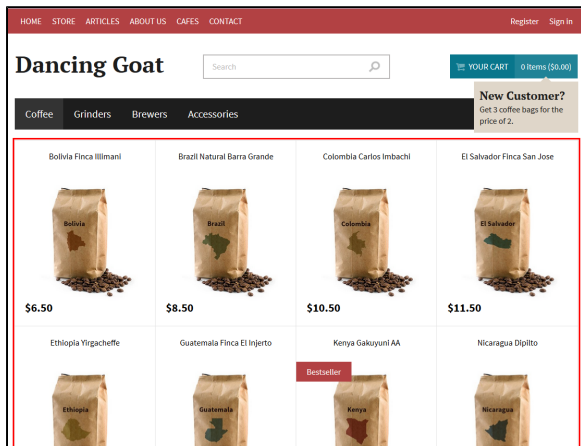 HOME STORE ARTICLES ABOUT US CAFES CONTACT Register Sign in
Dancing Goat
Search
YOUR CART 0 items ($0.00)
New Customer?
Get 3 coffee bags for the
price of 2.
Coffee Grinders Brewers Accessories
Bolivia Finca Illimani Brazil Natural Barra Grande Colombia Carlos Imbachi El Salvador Finca San Jose
Bolivia Brazil Colombia El Salvador
$6.50 $8.50 $10.50 $11.50
Ethiopia Yirgacheffe Guatemala Finca El Injerto Kenya Gakuyuni AA Nicaragua Dipilto
Bestseller
Ethiopia Guatemala Kenya Nicaragua